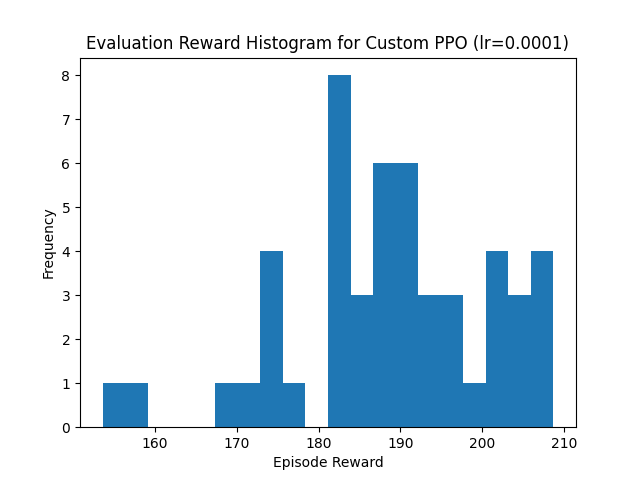 Evaluation Reward Histogram for Custom PPO (lr=0.0001)
8
7
6
5
4
3
2
1
0
Frequency
160 170 180 190 200 210
Episode Reward